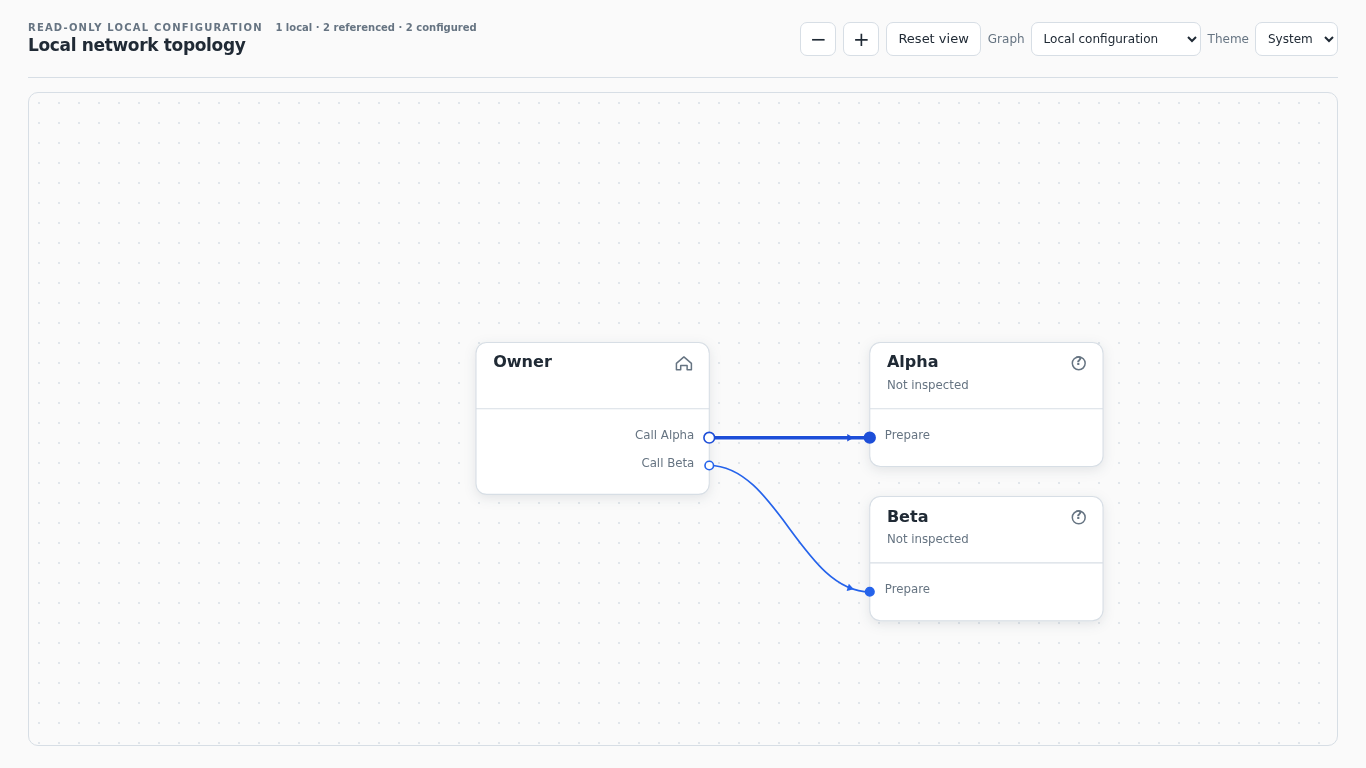 READ-ONLY LOCAL CONFIGURATION 1 local · 2 referenced · 2 configured
Local network topology
− + Reset view Graph Local configuration Theme System
Owner
Call Alpha
Call Beta
Alpha ?
Not inspected
Prepare
Beta ?
Not inspected
Prepare